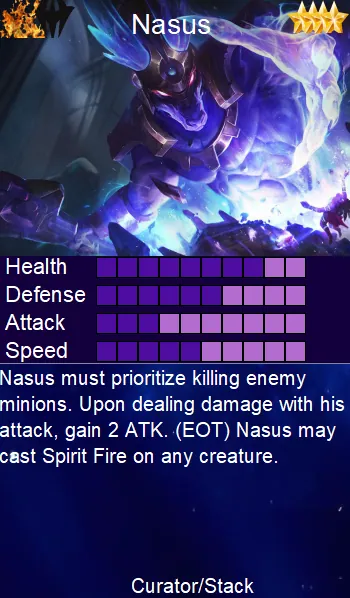 Nasus
Health
Defense
Attack
Speed
Nasus must prioritize killing enemy
minions. Upon dealing damage with his
attack, gain 2 ATK. (EOT) Nasus may
cast Spirit Fire on any creature.
Curator/Stack